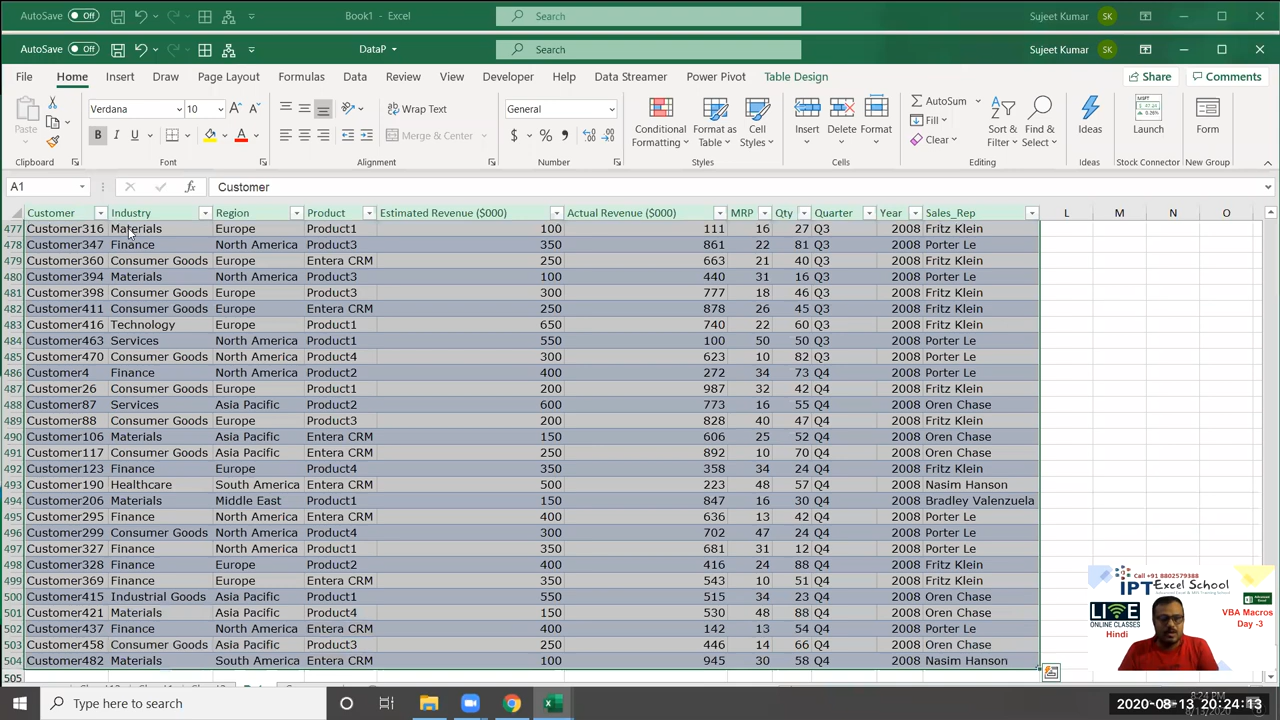 AutoSave Off Book1 - Excel Search Sujeet Kumar SK
AutoSave Off DataP Search Sujeet Kumar SK
File Home Insert Draw Page Layout Formulas Data Review View Developer Help Data Streamer Power Pivot Table Design Share Comments
Verdana 10 Wrap Text General AutoSum
Paste Conditional Format as Cell Insert Delete Format Fill Sort & Find & Ideas Launch Form
B I U Merge & Center $ % Formatting Table Styles Clear Filter Select
Clipboard Font Alignment Number Styles Cells Editing Ideas Stock Connector New Group
A1 fx Customer
Customer Industry Region Product Estimated Revenue ($000) Actual Revenue ($000) MRP Qty Quarter Year Sales_Rep L M N O
477 Customer316 Materials Europe Product1 100 111 16 27 Q3 2008 Fritz Klein
478 Customer347 Finance North America Product3 350 861 22 81 Q3 2008 Porter Le
479 Customer360 Consumer Goods Europe Entera CRM 250 663 21 40 Q3 2008 Fritz Klein
480 Customer394 Materials North America Product3 100 440 31 16 Q3 2008 Porter Le
481 Customer398 Consumer Goods Europe Product3 300 777 18 46 Q3 2008 Fritz Klein
482 Customer411 Consumer Goods Europe Entera CRM 250 878 26 45 Q3 2008 Fritz Klein
483 Customer416 Technology Europe Product1 650 740 22 60 Q3 2008 Fritz Klein
484 Customer463 Services North America Product1 550 100 50 50 Q3 2008 Porter Le
485 Customer470 Consumer Goods North America Product4 300 623 10 82 Q3 2008 Porter Le
486 Customer4 Finance North America Product2 400 272 34 73 Q4 2008 Porter Le
487 Customer26 Consumer Goods Europe Product1 200 987 32 42 Q4 2008 Fritz Klein
488 Customer87 Services Asia Pacific Product2 600 773 16 55 Q4 2008 Oren Chase
489 Customer88 Consumer Goods Europe Product3 200 828 40 47 Q4 2008 Fritz Klein
490 Customer106 Materials Asia Pacific Entera CRM 150 606 25 52 Q4 2008 Oren Chase
491 Customer117 Consumer Goods Asia Pacific Entera CRM 250 892 10 70 Q4 2008 Oren Chase
492 Customer123 Finance Europe Product4 350 358 34 24 Q4 2008 Fritz Klein
493 Customer190 Healthcare South America Entera CRM 500 223 48 57 Q4 2008 Nasim Hanson
494 Customer206 Materials Middle East Product1 150 847 16 30 Q4 2008 Bradley Valenzuela
495 Customer295 Finance North America Entera CRM 400 636 13 42 Q4 2008 Porter Le
496 Customer299 Consumer Goods North America Product4 300 702 47 24 Q4 2008 Porter Le
497 Customer327 Finance North America Product1 350 681 31 12 Q4 2008 Porter Le
498 Customer328 Finance North America Product2 400 416 24 88 Q4 2008 Porter Le
499 Customer369 Finance North America Entera CRM 350 543 10 51 Q4 2008 Porter Le
500 Customer415 Industrial Goods Asia Pacific Product1 550 515 34 23 Q4 2008 Oren Chase
501 Customer421 Materials Asia Pacific Product4 150 530 48 88 Q4 2008 Oren Chase
502 Customer437 Finance North America Entera CRM 400 142 13 54 Q4 2008 Porter Le
503 Customer458 Consumer Goods Asia Pacific Product3 250 446 14 66 Q4 2008 Oren Chase
504 Customer482 Materials South America Entera CRM 100 945 30 58 Q4 2008 Nasim Hanson
505
Call +91 8802579388
IPT Excel School
LIVE
ONLINE CLASSES
Hindi
VBA Macros
Day -3
Type here to search
2020-08-13 20:24:13